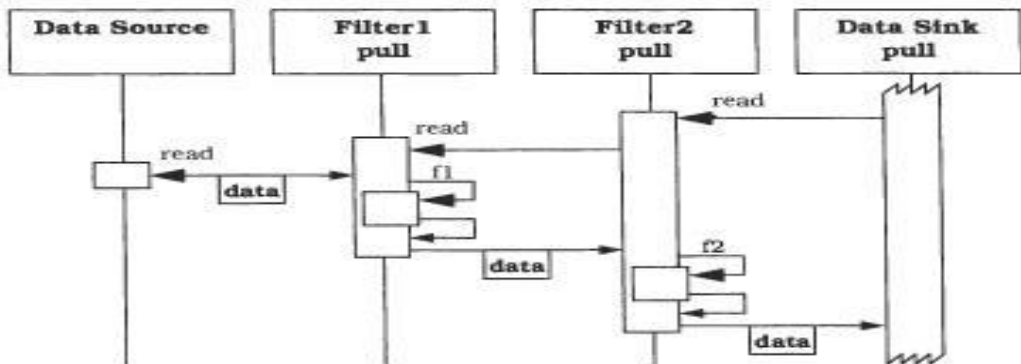 Data Source
Filter1
pull
Filter2
pull
Data Sink
pull
read
read
read
data
f1
data
f2
data